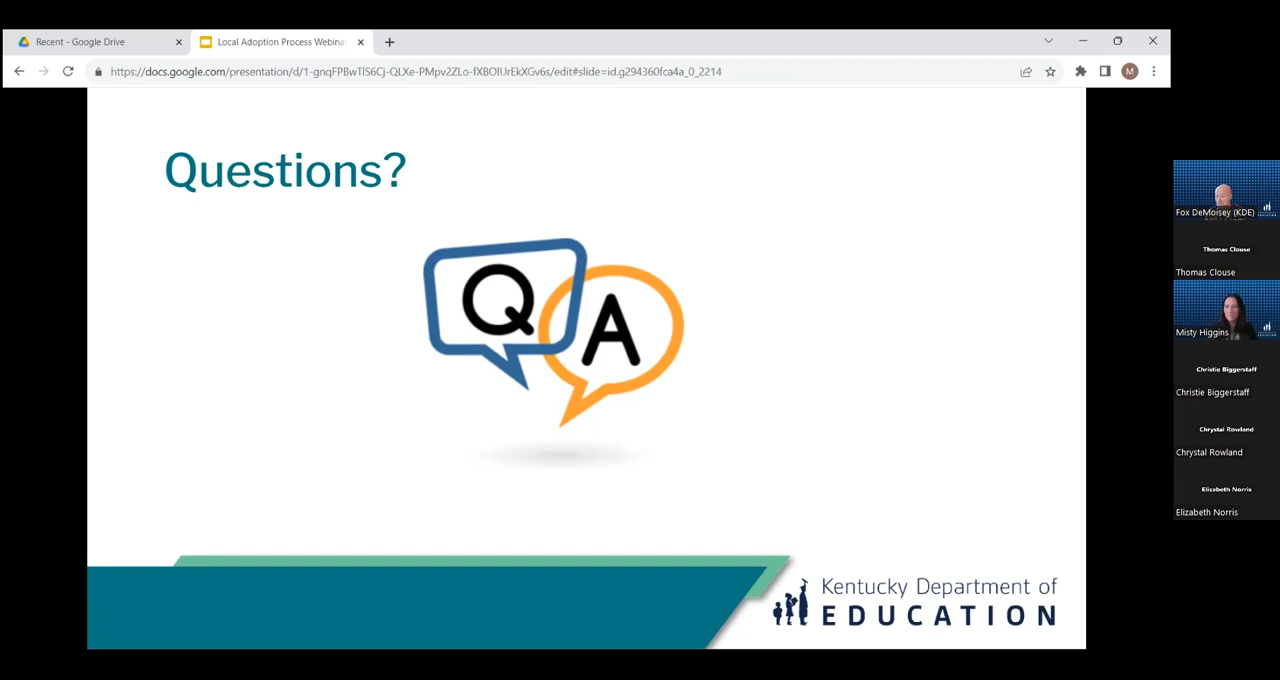 Recent - Google Drive
Local Adoption Process Webina
https://docs.google.com/presentation/d/1-gnqFPBwTlS6Cj-QLXe-PMpv2ZLo-fXBOIUrEkXGv6s/edit#slide=id.g294360fca4a_0_2214
M
Questions?
Q
A
Kentucky Department of
EDUCATION
Fox DeMoisey (KDE)
Thomas Clouse
Thomas Clouse
Misty Higgins
Christie Biggerstaff
Christie Biggerstaff
Chrystal Rowland
Chrystal Rowland
Elizabeth Norris
Elizabeth Norris